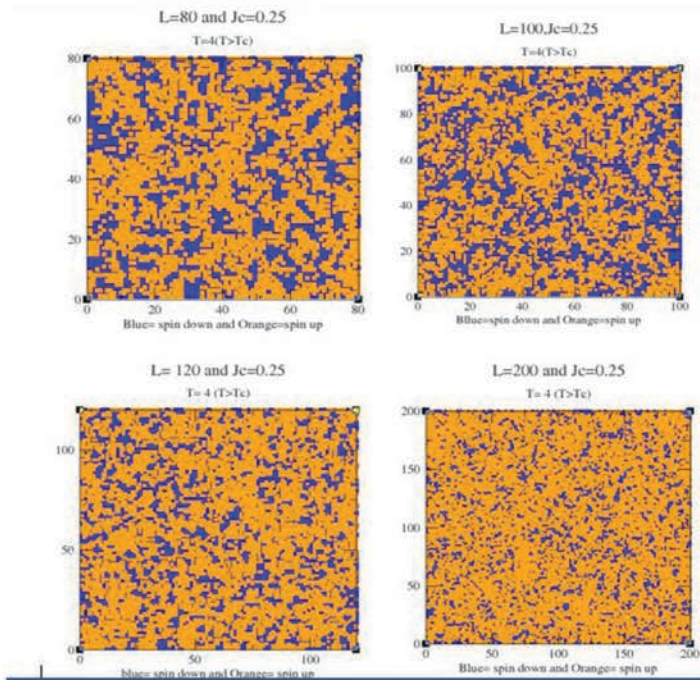 L=80 and Jc=0.25
T=4(T>Tc)
80
60
40
20
0
0 20 40 60 80
Blue= spin down and Orange=spin up
L=100,Jc=0.25
T=4(T>Tc)
100
80
60
40
20
0
0 20 40 60 80 100
Bllue=spin down and Orange=spin up
L= 120 and Jc=0.25
T= 4 (T>Tc)
100
50
0
0 50 100
blue= spin down and Orange= spin up
L=200 and Jc=0.25
T= 4 (T>Tc)
200
150
100
50
0
0 50 100 150 200
Blue= spin down and Orange= spin up